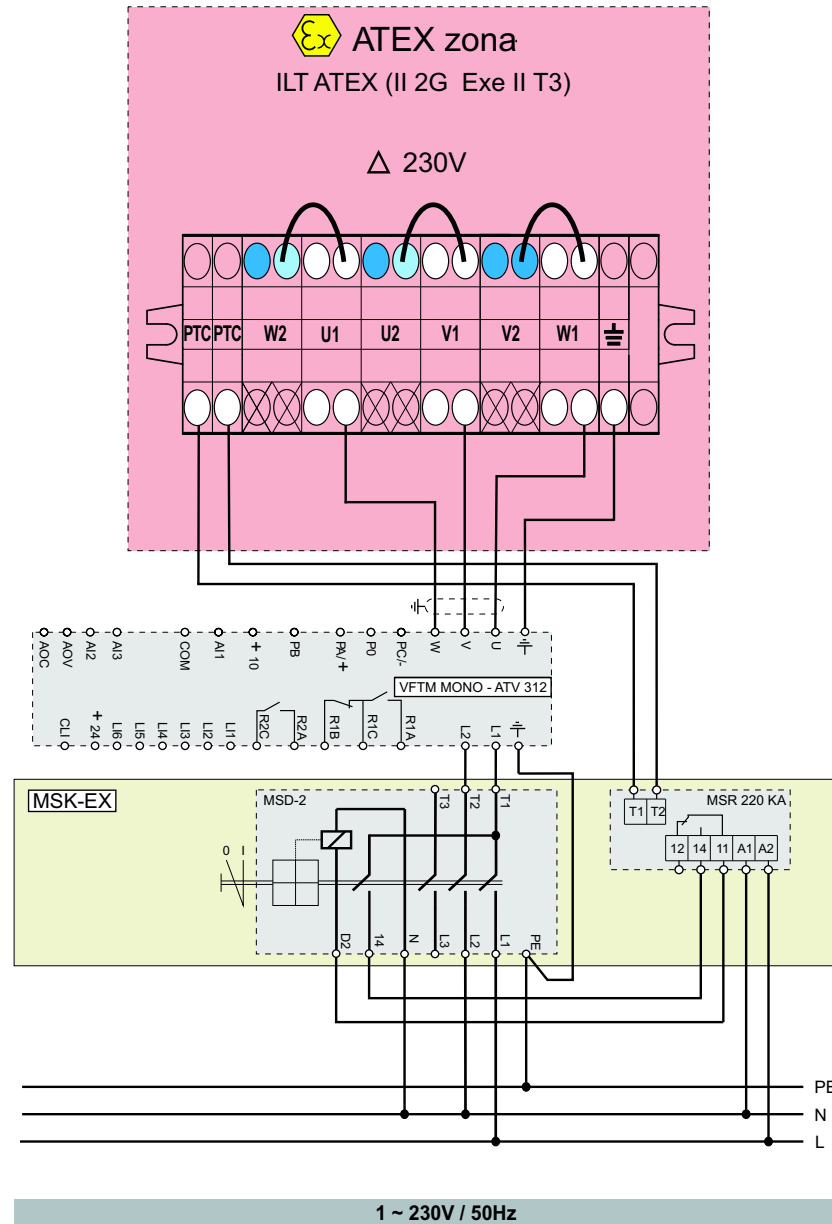 Ex ATEX zona
ILT ATEX (II 2G Exe II T3)
Δ 230V
PTC PTC W2 U1 U2 V1 V2 W1
AOC AOV AI2 AI3 COM AI1 + 10 PB PA/+ P0 PC/- W V U
VFTM MONO - ATV 312
CLI + 24 LI6 LI5 LI4 LI3 LI2 LI1 R2C R2A R1B R1C R1A L2 L1
MSK-EX
MSD-2
T3 T2 T1
MSR 220 KA
T1 T2
12 14 11 A1 A2
0 I
D2 14 N L3 L2 L1 PE
PE
N
L
1 ~ 230V / 50Hz